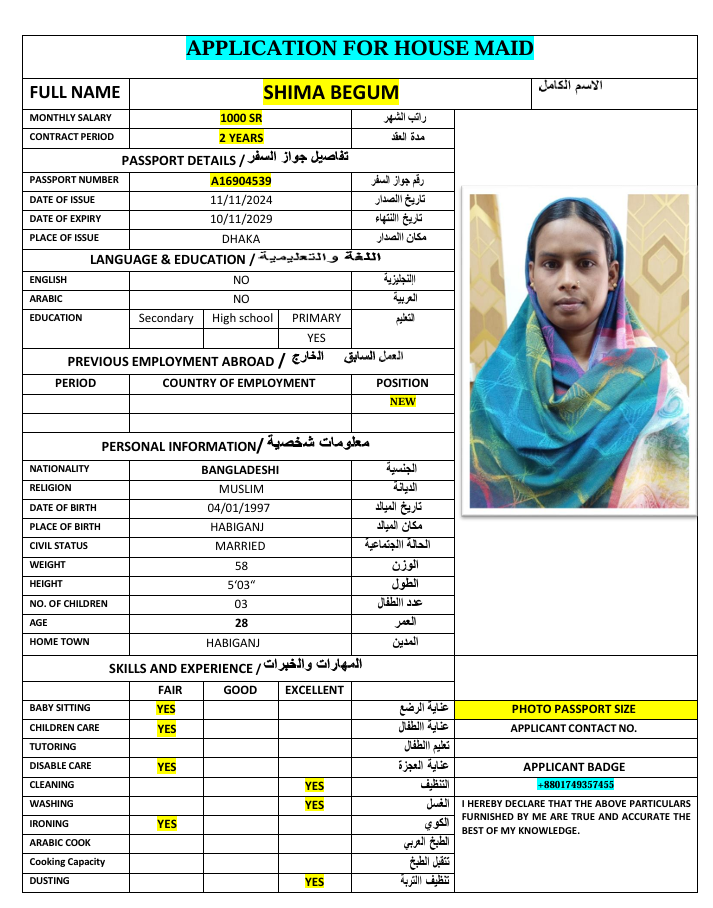 APPLICATION FOR HOUSE MAID
FULL NAME SHIMA BEGUM الاسم الكامل
MONTHLY SALARY 1000 SR راتب الشهر
CONTRACT PERIOD 2 YEARS مدة العقد
PASSPORT DETAILS / تفاصيل جواز السفر
PASSPORT NUMBER A16904539 رقم جواز السفر
DATE OF ISSUE 11/11/2024 تاريخ االصدار
DATE OF EXPIRY 10/11/2029 تاريخ االنتهاء
PLACE OF ISSUE DHAKA مكان االصدار
LANGUAGE & EDUCATION / اللغة والتعليمية
ENGLISH NO اإلنجليزية
ARABIC NO العربية
EDUCATION Secondary High school PRIMARY التعليم
YES
PREVIOUS EMPLOYMENT ABROAD / العمل السابق الخارج
PERIOD COUNTRY OF EMPLOYMENT POSITION
NEW
PERSONAL INFORMATION/ معلومات شخصية
NATIONALITY BANGLADESHI الجنسية
RELIGION MUSLIM الديانة
DATE OF BIRTH 04/01/1997 تاريخ الميالد
PLACE OF BIRTH HABIGANJ مكان الميالد
CIVIL STATUS MARRIED الحالة االجتماعية
WEIGHT 58 الوزن
HEIGHT 5‘03“ الطول
NO. OF CHILDREN 03 عدد االطفال
AGE 28 العمر
HOME TOWN HABIGANJ المدين
SKILLS AND EXPERIENCE / المهارات والخبرات
FAIR GOOD EXCELLENT
BABY SITTING YES عناية الرضع
CHILDREN CARE YES عناية االطفال
TUTORING تعليم االطفال
DISABLE CARE YES عناية العجزة
CLEANING YES التنظيف
WASHING YES الغسل
IRONING YES الكوي
ARABIC COOK الطبخ العربي
Cooking Capacity تتقبل الطبخ
DUSTING YES تنظيف االتربة
PHOTO PASSPORT SIZE
APPLICANT CONTACT NO.
APPLICANT BADGE
+8801749357455
I HEREBY DECLARE THAT THE ABOVE PARTICULARS
FURNISHED BY ME ARE TRUE AND ACCURATE THE
BEST OF MY KNOWLEDGE.